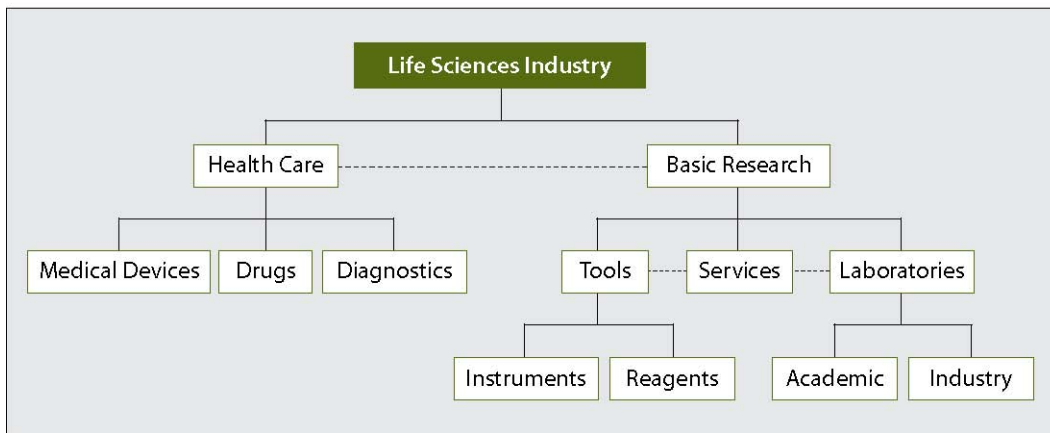 Life Sciences Industry
Health Care
Basic Research
Medical Devices
Drugs
Diagnostics
Tools
Services
Laboratories
Instruments
Reagents
Academic
Industry